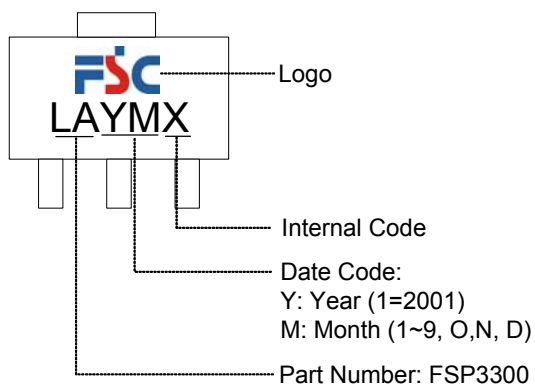 FSC
Logo
LAYMX
Internal Code
Date Code:
Y: Year (1=2001)
M: Month (1~9, O,N, D)
Part Number: FSP3300